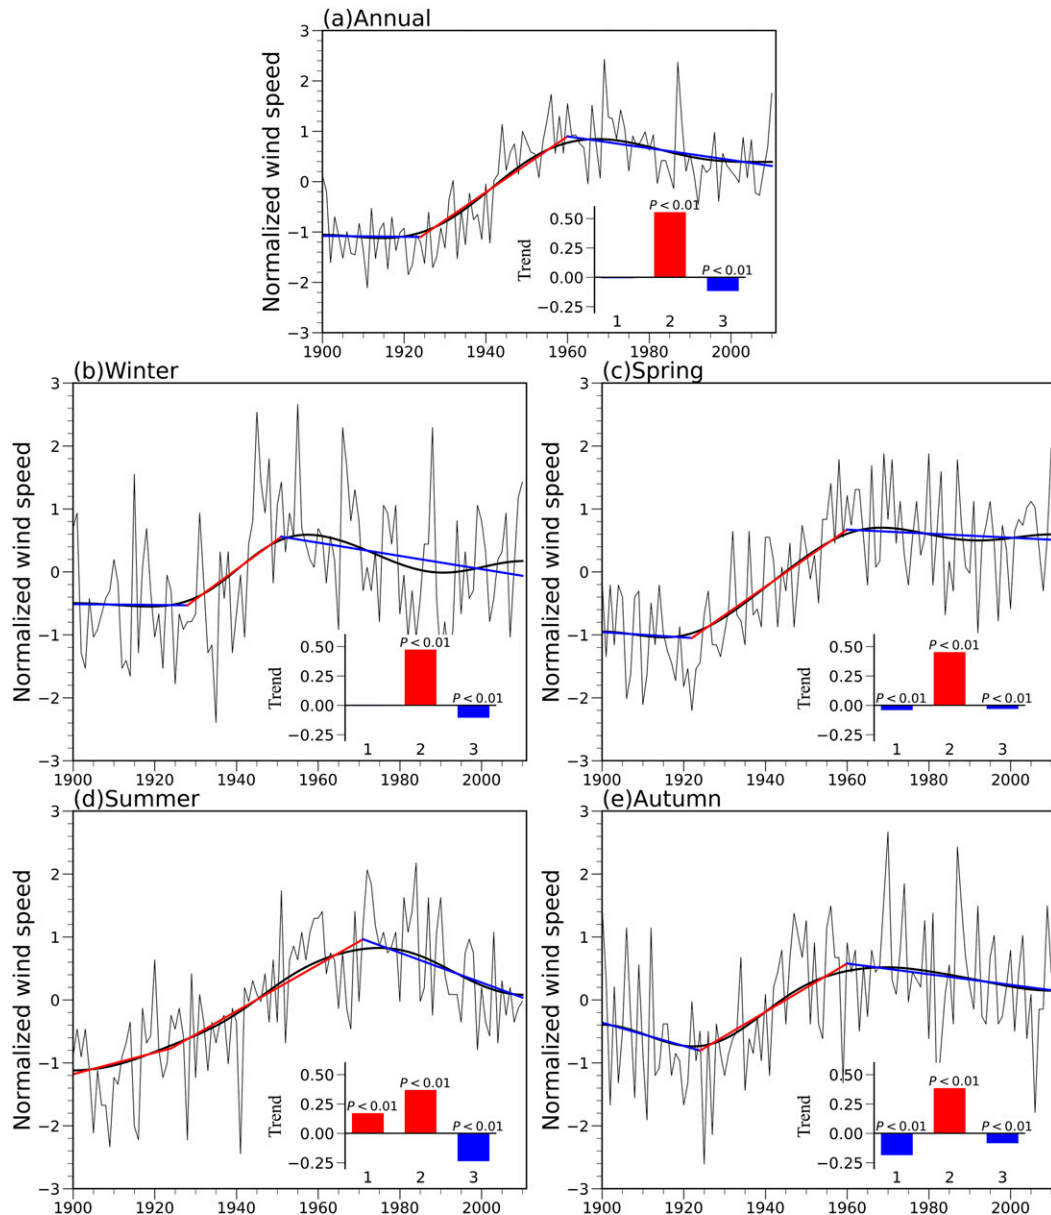 (a)Annual
Normalized wind speed
3
2
1
0
−1
−2
−3
1900 1920 1940 1960 1980 2000
Trend
0.50
0.25
0.00
−0.25
P < 0.01
P < 0.01
1 2 3
(b)Winter
Normalized wind speed
3
2
1
0
−1
−2
−3
1900 1920 1940 1960 1980 2000
Trend
0.50
0.25
0.00
−0.25
P < 0.01
P < 0.01
1 2 3
(c)Spring
Normalized wind speed
3
2
1
0
−1
−2
−3
1900 1920 1940 1960 1980 2000
Trend
0.50
0.25
0.00
−0.25
P < 0.01
P < 0.01
P < 0.01
1 2 3
(d)Summer
Normalized wind speed
3
2
1
0
−1
−2
−3
1900 1920 1940 1960 1980 2000
Trend
0.50
0.25
0.00
−0.25
P < 0.01
P < 0.01
P < 0.01
1 2 3
(e)Autumn
Normalized wind speed
3
2
1
0
−1
−2
−3
1900 1920 1940 1960 1980 2000
Trend
0.50
0.25
0.00
−0.25
P < 0.01
P < 0.01
P < 0.01
1 2 3